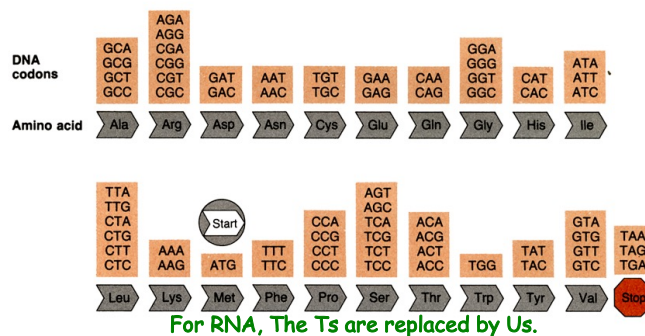 DNA codons
GCA GCG GCT GCC
AGA AGG CGA CGG CGT CGC
GAT GAC
AAT AAC
TGT TGC
GAA GAG
CAA CAG
GGA GGG GGT GGC
CAT CAC
ATA ATT ATC
Amino acid Ala Arg Asp Asn Cys Glu Gln Gly His Ile
TTA TTG CTA CTG CTT CTC
AAA AAG
Start
ATG
TTT TTC
CCA CCG CCT CCC
AGT AGC TCA TCG TCT TCC
ACA ACG ACT ACC
TGG
TAT TAC
GTA GTG GTT GTC
TAA TAG TGA
Leu Lys Met Phe Pro Ser Thr Trp Tyr Val Stop
For RNA, The Ts are replaced by Us.